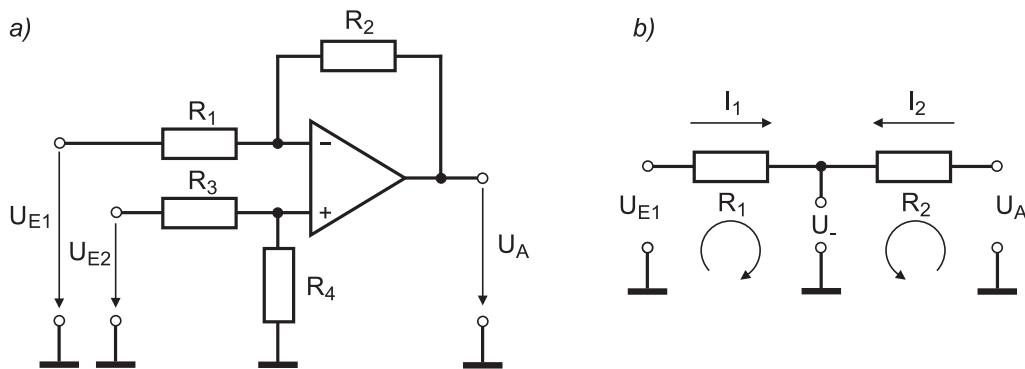 a)
R2
R1
−
R3
+
UE1
UE2
UA
R4
b)
I1
I2
UE1
R1
U-
R2
UA